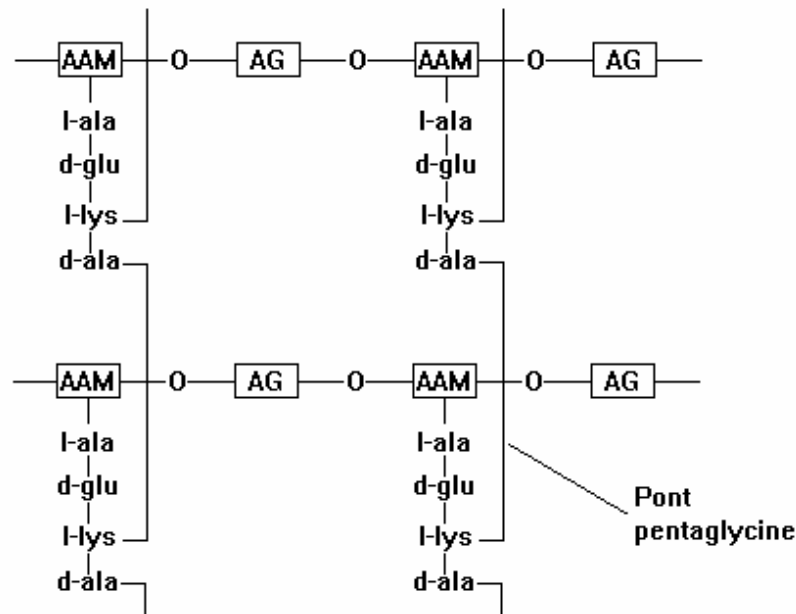 AAM O AG O AAM O AG
l-ala l-ala
d-glu d-glu
l-lys l-lys
d-ala d-ala
AAM O AG O AAM O AG
l-ala l-ala
d-glu d-glu
Pont
l-lys l-lys
pentaglycine
d-ala d-ala